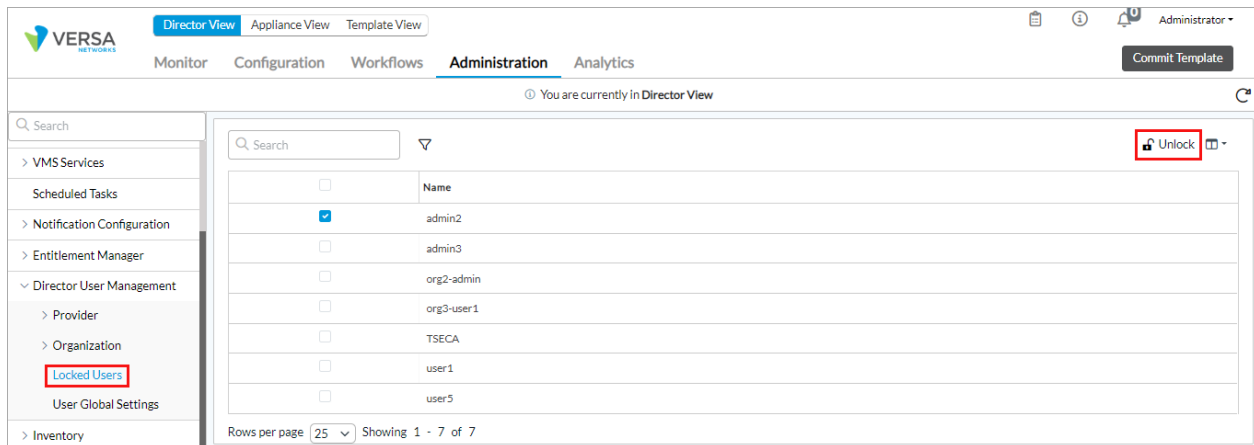 VERSA
NETWORKS
Director View Appliance View Template View
0
Administrator
Monitor Configuration Workflows Administration Analytics
Commit Template
You are currently in Director View
Search
VMS Services
Scheduled Tasks
Notification Configuration
Entitlement Manager
Director User Management
Provider
Organization
Locked Users
User Global Settings
Inventory
Search
Unlock
Name
admin2
admin3
org2-admin
org3-user1
TSECA
user1
user5
Rows per page 25 Showing 1 - 7 of 7